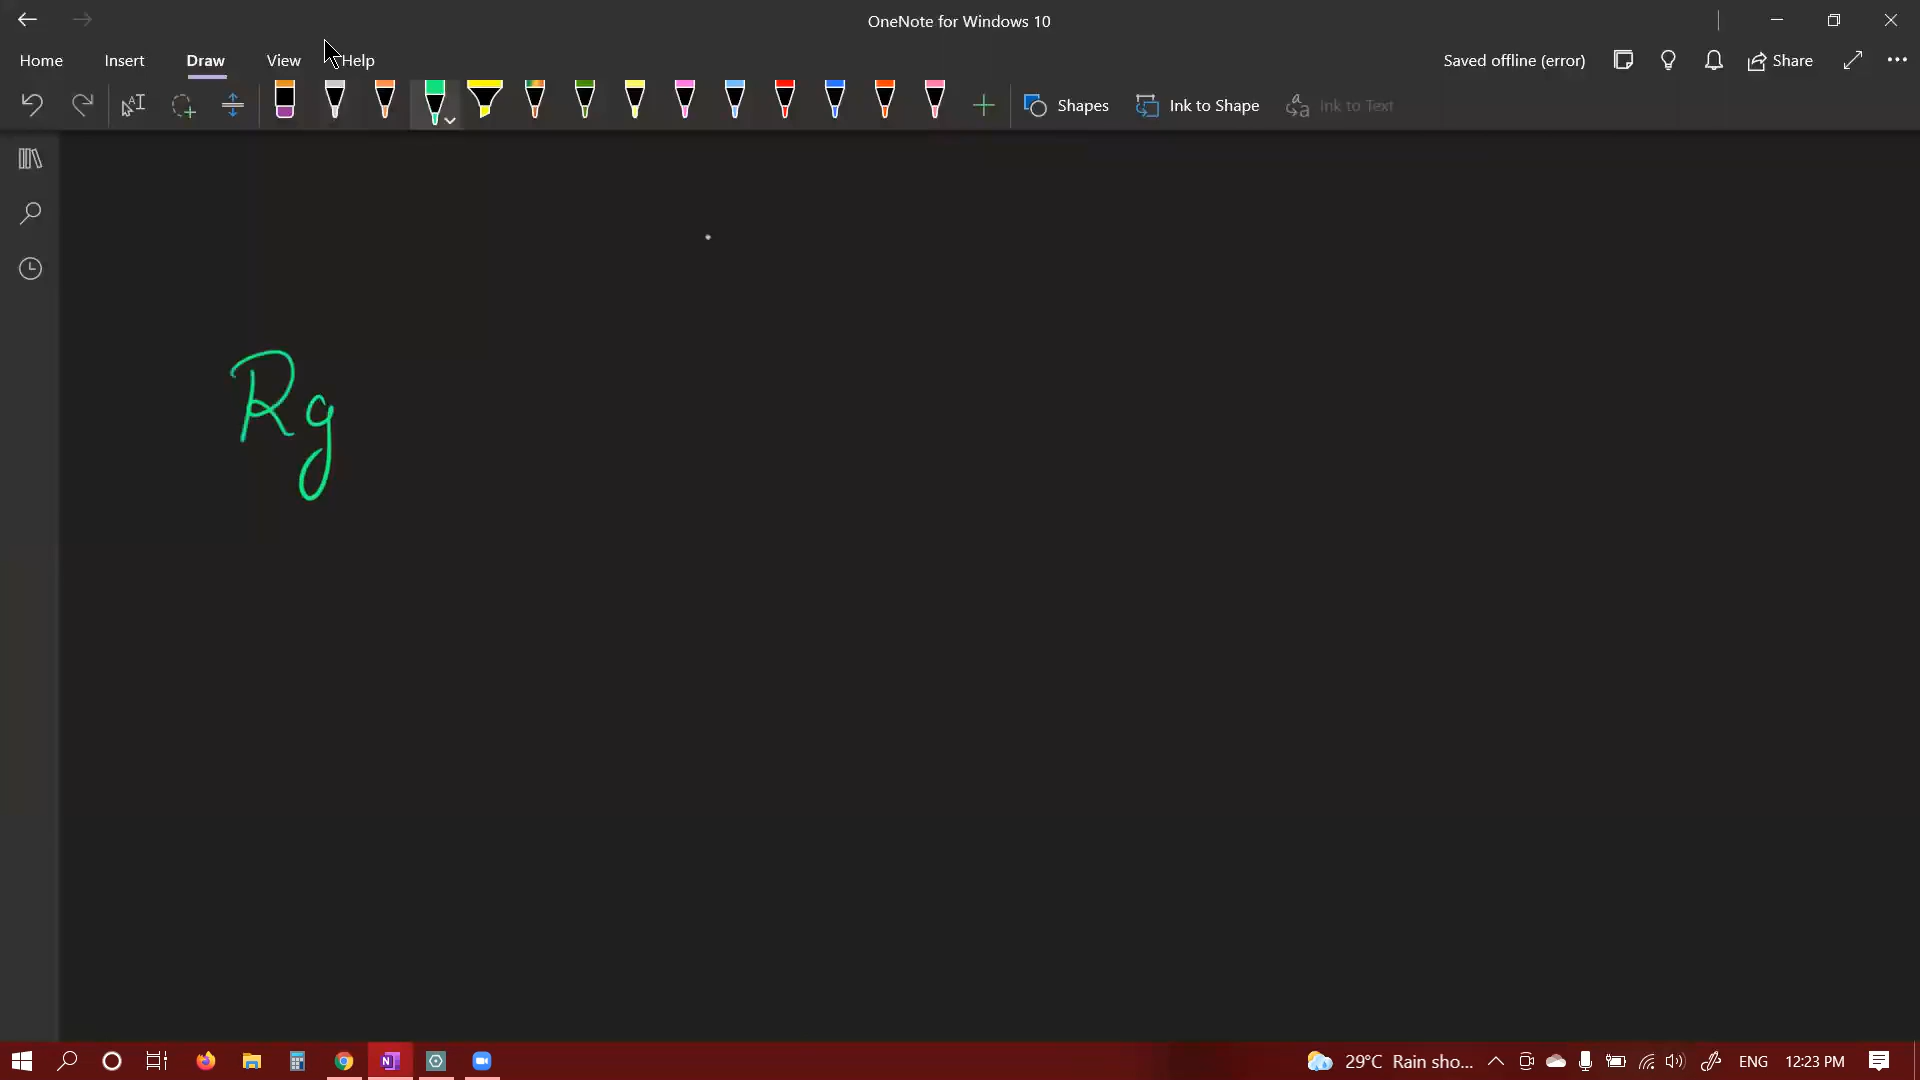 OneNote for Windows 10
Home Insert Draw View Help Saved offline (error) Share
Shapes Ink to Shape Ink to Text
Rg
29°C Rain sho... ENG 12:23 PM